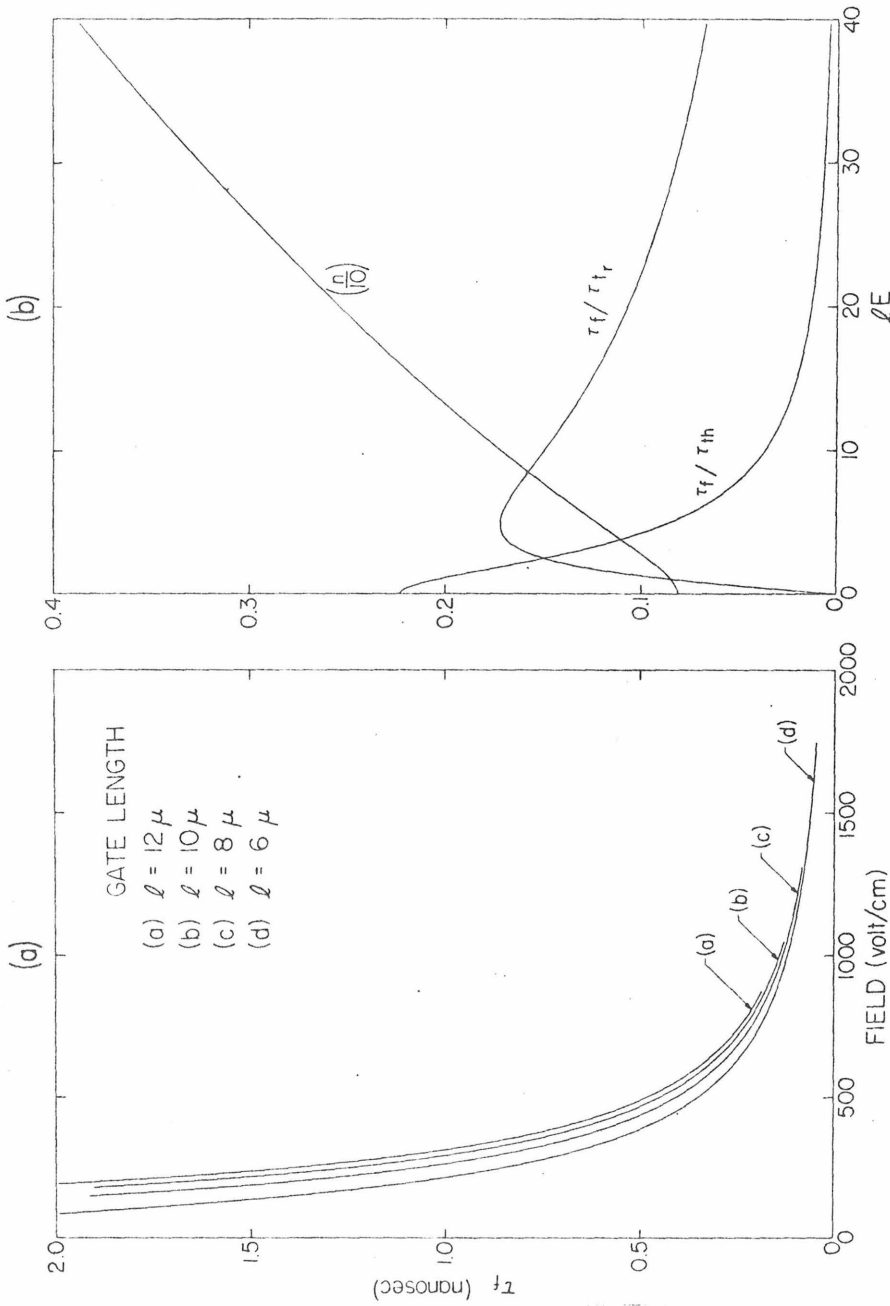 (a)
GATE LENGTH
(a) ℓ = 12 μ
(b) ℓ = 10 μ
(c) ℓ = 8 μ
(d) ℓ = 6 μ
(a)
(b)
(c)
(d)
2.0
1.5
1.0
0.5
0
τf (nanosec)
0
500
1000
1500
2000
FIELD (volt/cm)
(b)
(n/10)
τf / τtr
τf / τth
0.4
0.3
0.2
0.1
0
0
10
20
30
40
ℓE